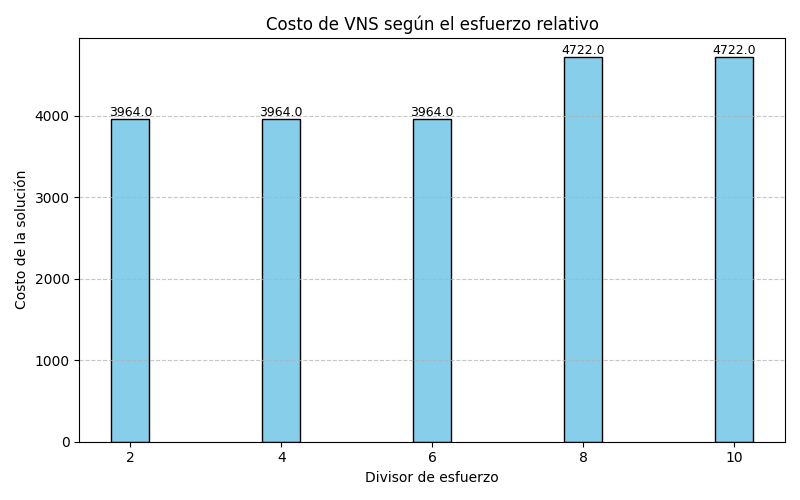 Costo de VNS según el esfuerzo relativo
4722.0 4722.0
3964.0 3964.0 3964.0
4000
3000
2000
1000
0
Costo de la solución
2 4 6 8 10
Divisor de esfuerzo